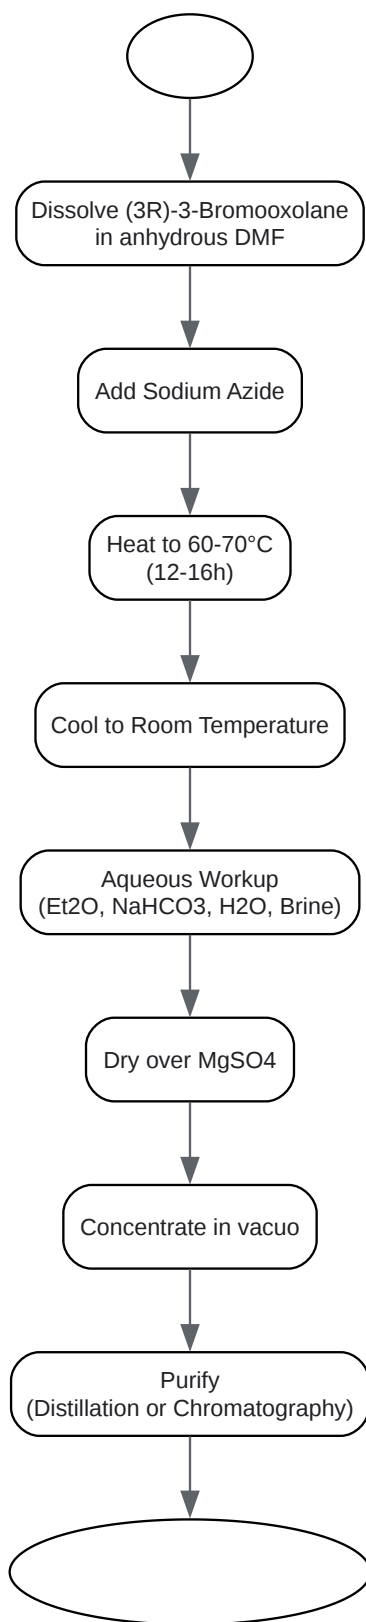 Dissolve (3R)-3-Bromooxolane
in anhydrous DMF
Add Sodium Azide
Heat to 60-70°C
(12-16h)
Cool to Room Temperature
Aqueous Workup
(Et2O, NaHCO3, H2O, Brine)
Dry over MgSO4
Concentrate in vacuo
Purify
(Distillation or Chromatography)